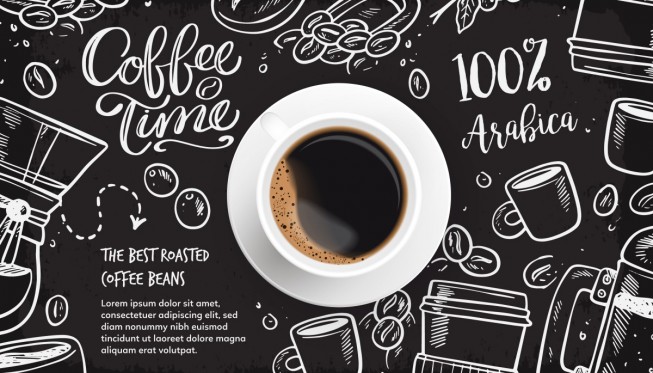 Coffee
Time
100%
Arabica
THE BEST ROASTED
COFFEE BEANS
Lorem ipsum dolor sit amet,
consectetuer adipiscing elit, sed
diam nonummy nibh euismod
tincidunt ut laoreet dolore magna
aliquam erat volutpat.